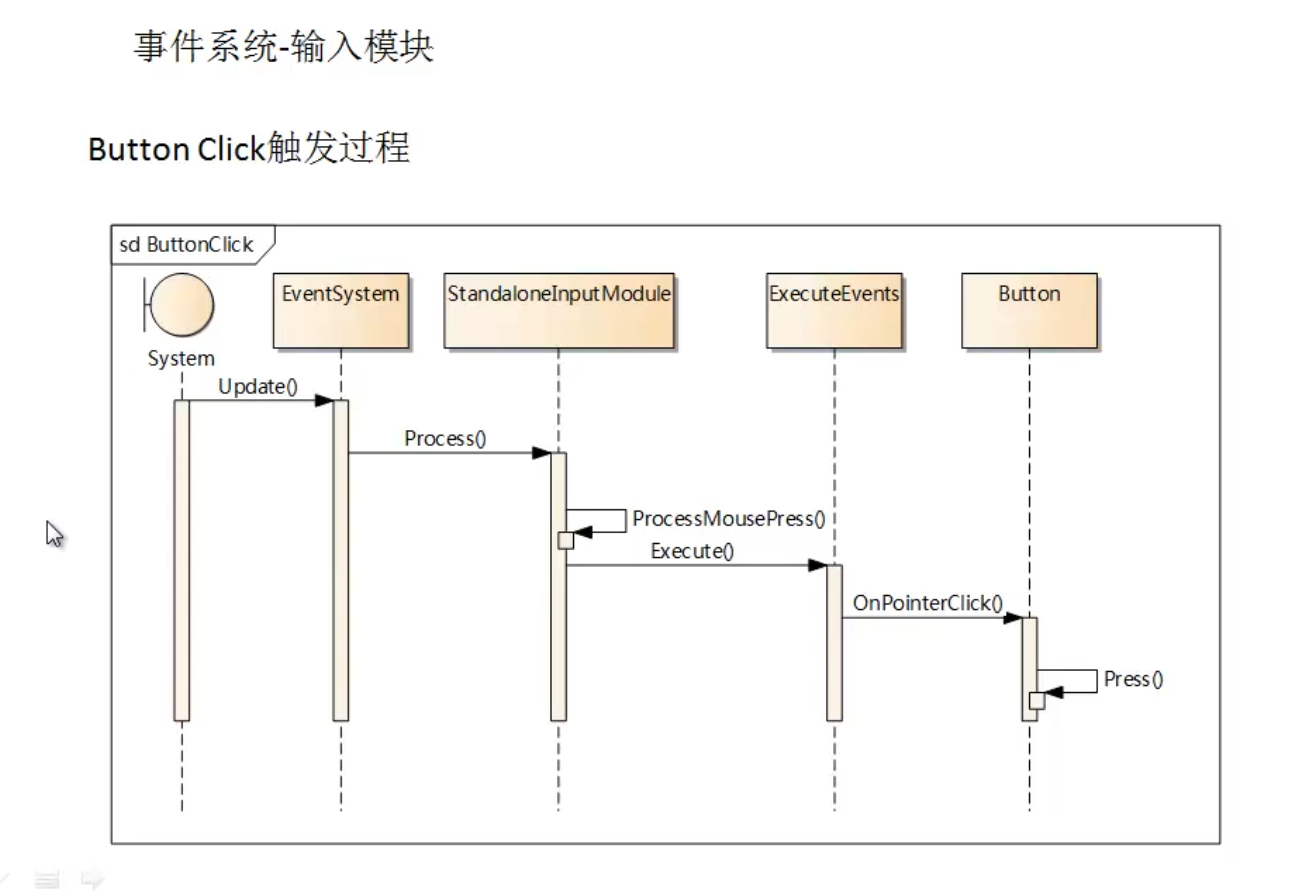 事件系统-输入模块
Button Click触发过程
sd ButtonClick
System
EventSystem
StandaloneInputModule
ExecuteEvents
Button
Update()
Process()
ProcessMousePress()
Execute()
OnPointerClick()
Press()